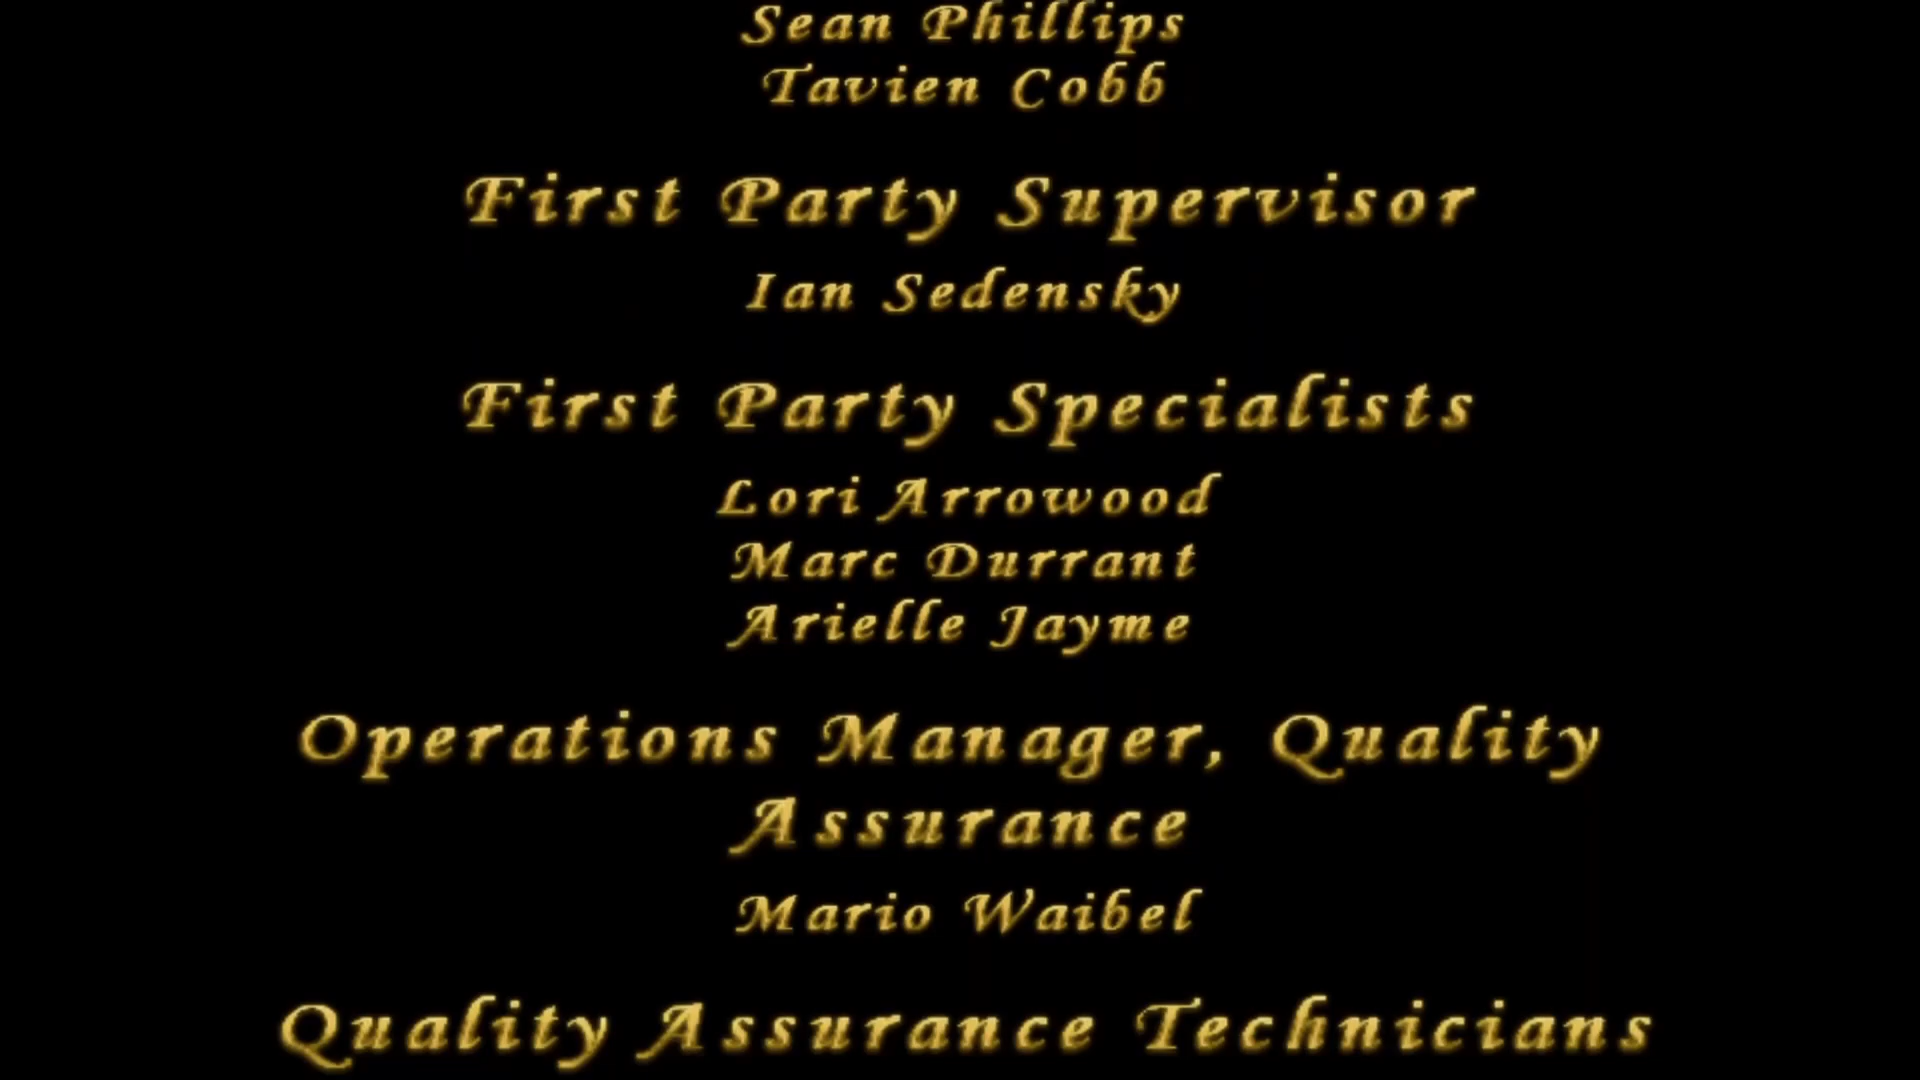 Sean Phillips
Tavien Cobb
First Party Supervisor
Ian Sedensky
First Party Specialists
Lori Arrowood
Marc Durrant
Arielle Jayme
Operations Manager, Quality
Assurance
Mario Waibel
Quality Assurance Technicians